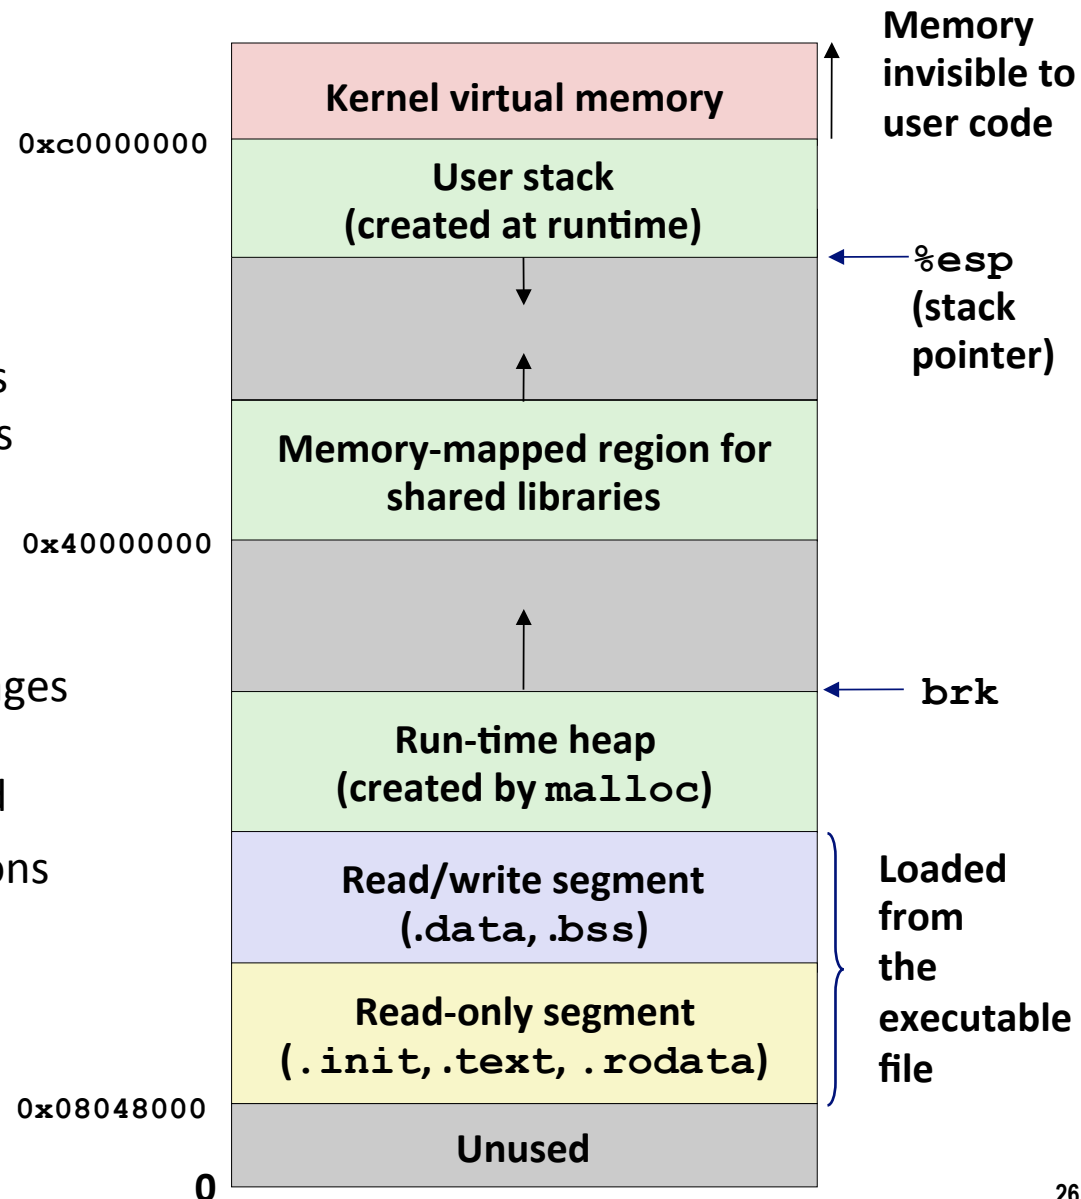 Memory
invisible to
user code
Kernel virtual memory
0xc0000000
User stack
(created at runtime)
%esp
(stack
pointer)
s
s
Memory-mapped region for
shared libraries
0x40000000
ges
brk
Run-time heap
(created by malloc)
d
ons
Read/write segment
(.data, .bss)
Loaded
from
the
executable
file
Read-only segment
(.init, .text, .rodata)
0x08048000
Unused
0
26